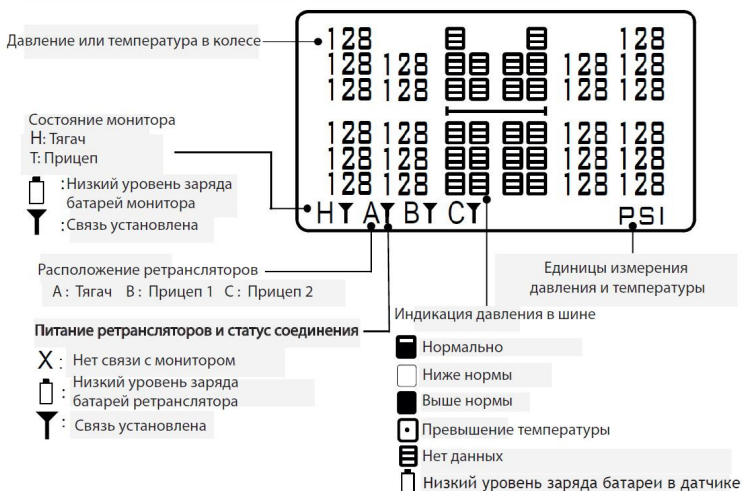 Давление или температура в колесе
128 128
128 128 128 128
128 128 128 128
128 128 128 128
128 128 128 128
128 128 128 128
H A B C PSI
Состояние монитора
H: Тягач
T: Прицеп
: Низкий уровень заряда
батарей монитора
: Связь установлена
Расположение ретрансляторов
A : Тягач B : Прицеп 1 C : Прицеп 2
Питание ретрансляторов и статус соединения
X : Нет связи с монитором
: Низкий уровень заряда
батарей ретранслятора
: Связь установлена
Единицы измерения
давления и температуры
Индикация давления в шине
Нормально
Ниже нормы
Выше нормы
Превышение температуры
Нет данных
Низкий уровень заряда батареи в датчике